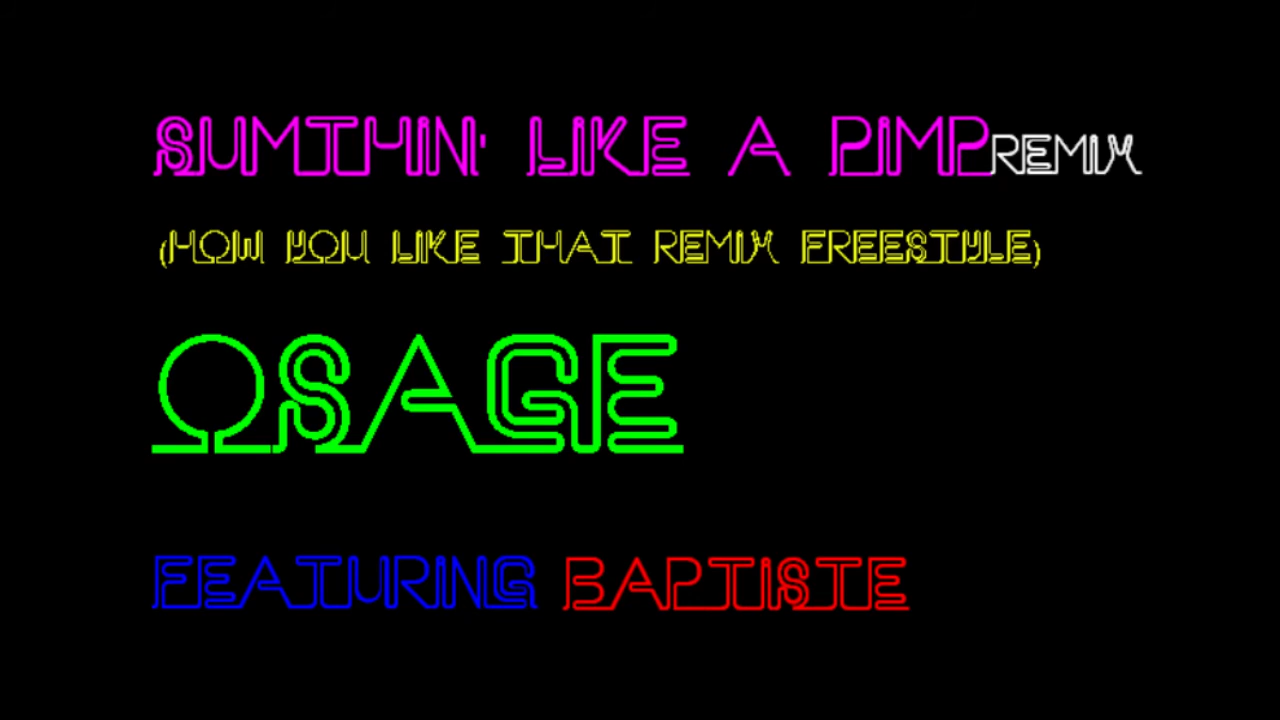 SUMTHIN' LIKE A PIMP REMIX
(HOW YOU LIKE THAT REMIX FREESTYLE)
OSAGE
FEATURING BAPTISTE